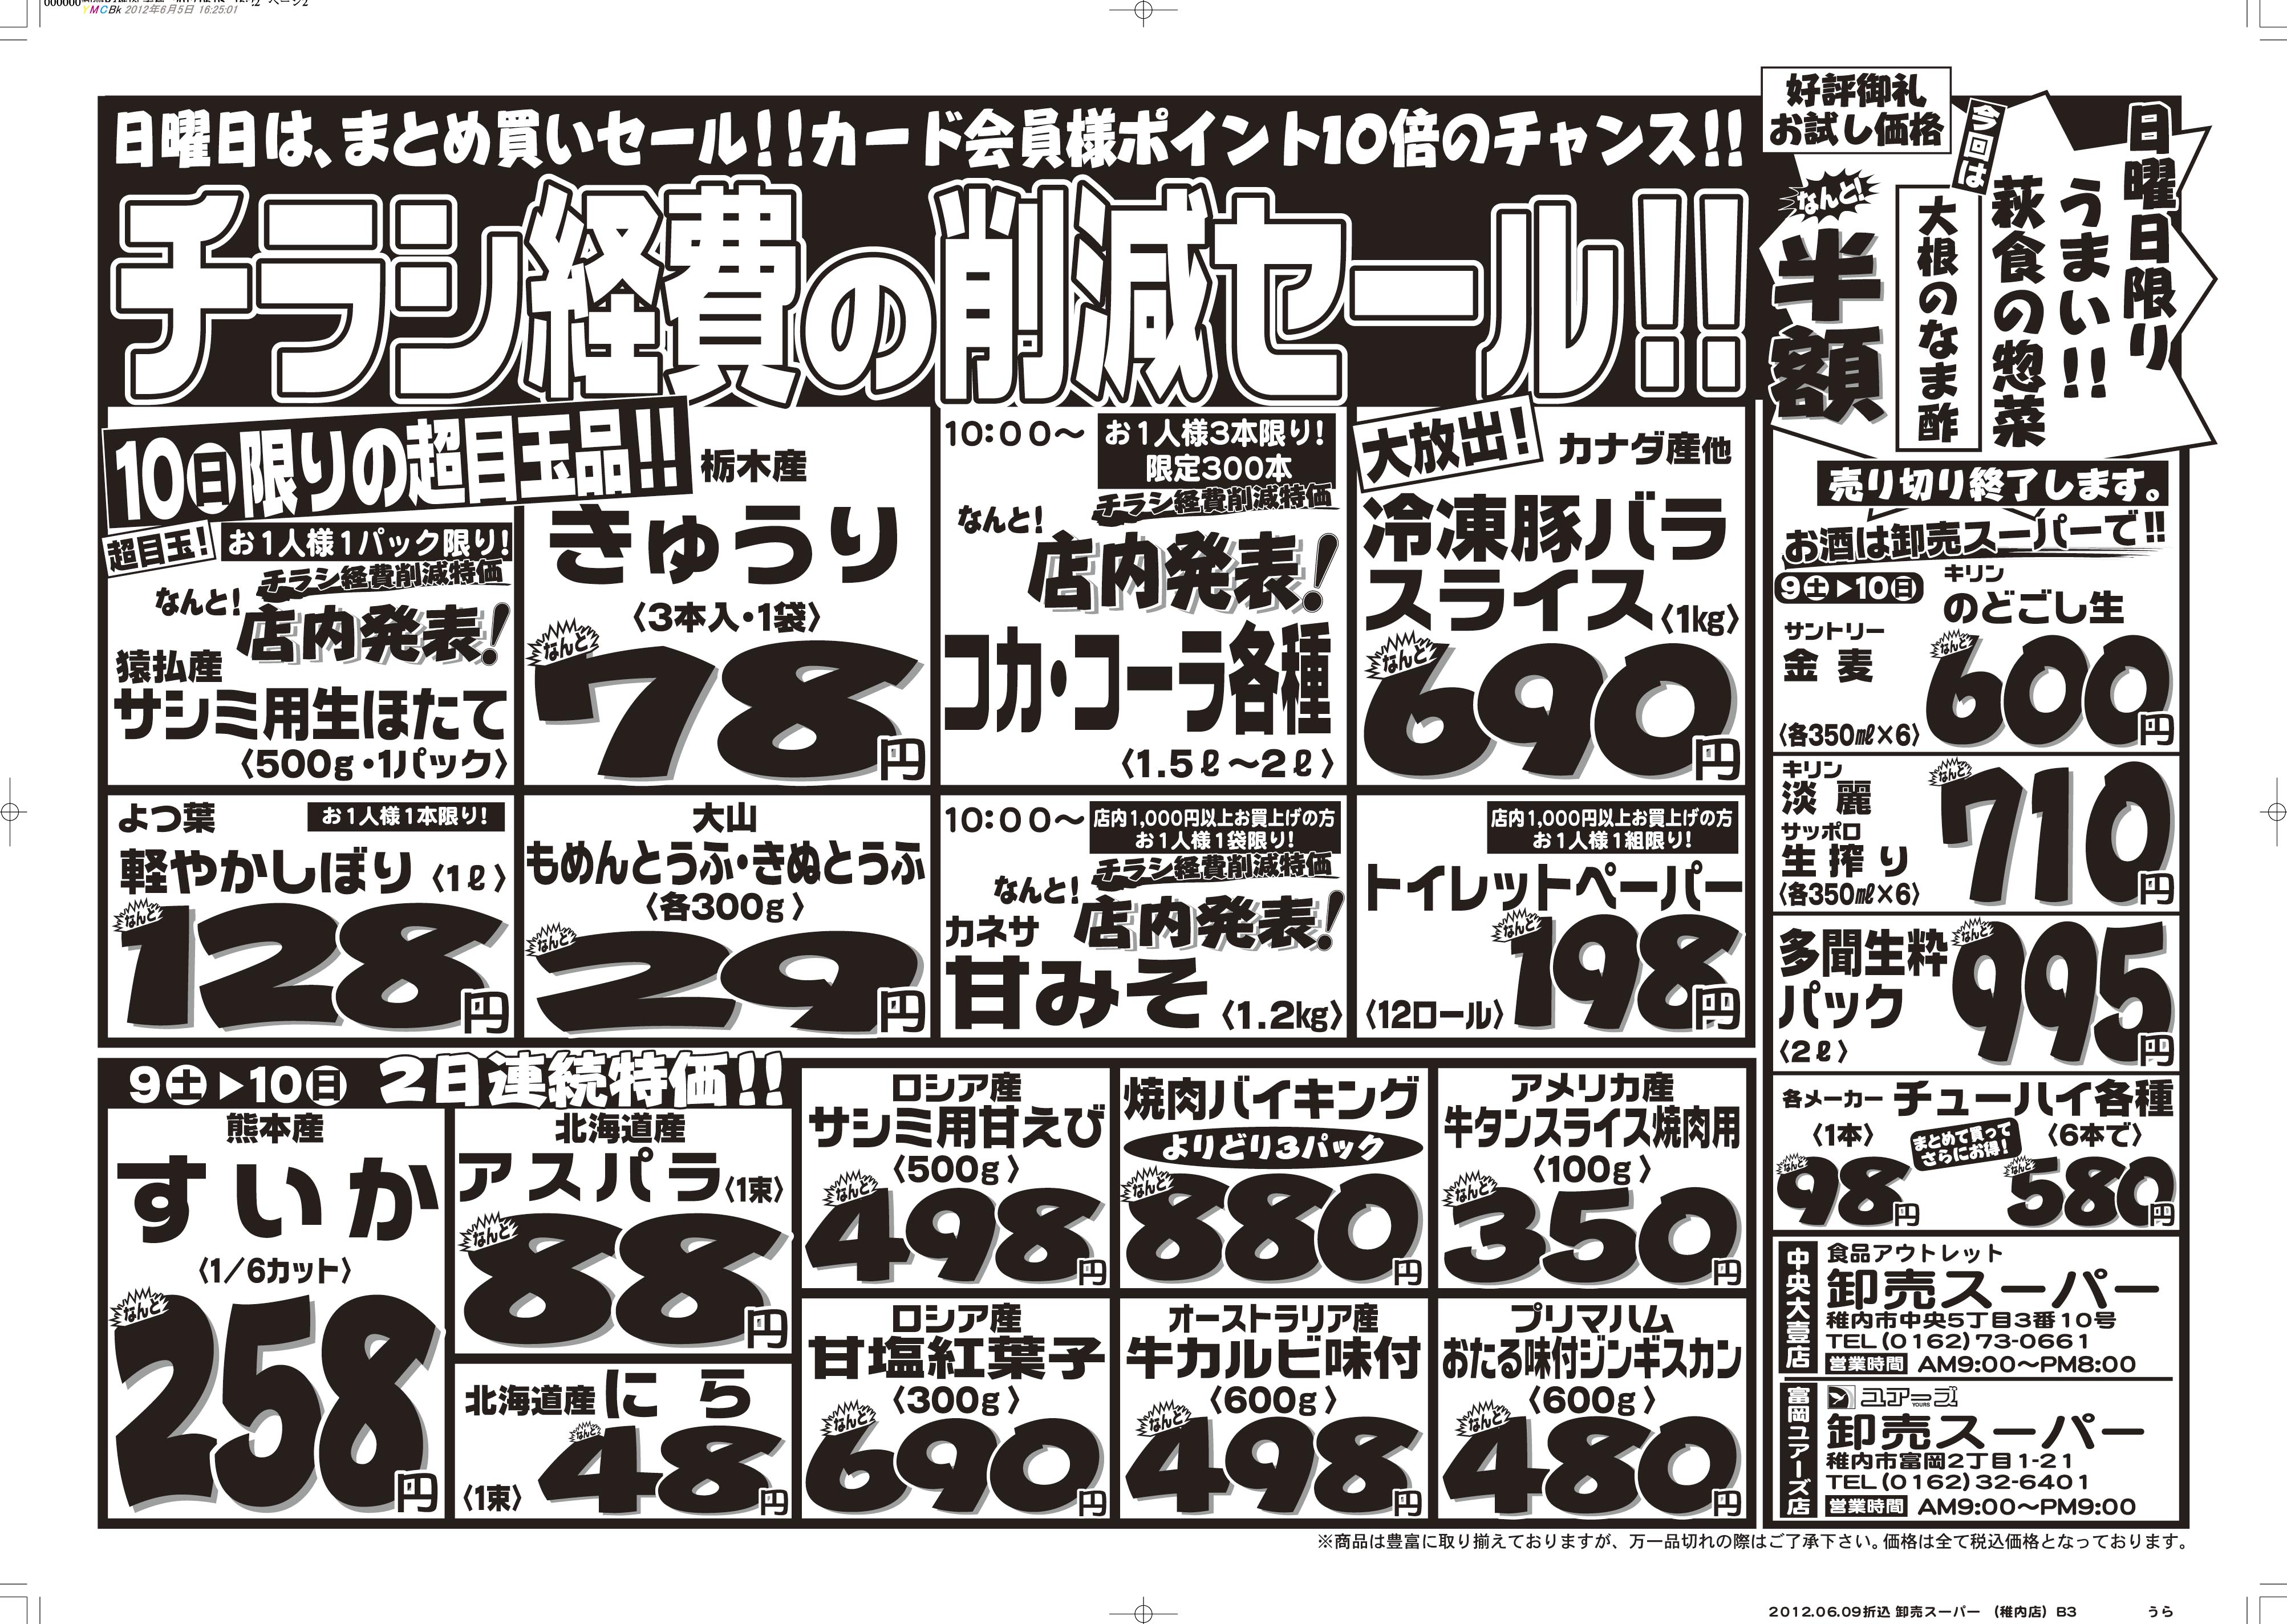 YMCBk 2012年6月5日 16:25:01
日曜日は、まとめ買いセール!!カード会員様ポイント10倍のチャンス!!
チラシ経費の削減セール!!
好評御礼
お試し価格
日曜日限り
うまい!!
萩食の惣菜
今回は
大根のなま酢
なんと!
半額
売り切り終了します。
10日限りの超目玉品!!
超目玉!
お1人様1パック限り!
チラシ経費削減特価
なんと!
店内発表!
猿払産
サシミ用生ほたて
〈500g・1パック〉
栃木産
きゅうり
〈3本入・1袋〉
なんと
78円
10:00〜
お1人様3本限り!
限定300本
チラシ経費削減特価
なんと!
店内発表!
コカ・コーラ各種
〈1.5ℓ〜2ℓ〉
大放出!
カナダ産他
冷凍豚バラ
スライス〈1kg〉
なんと
690円
よつ葉
お1人様1本限り!
軽やかしぼり〈1ℓ〉
なんと
128円
大山
もめんとうふ・きぬとうふ
〈各300g〉
なんと
29円
10:00〜
店内1,000円以上お買上げの方
お1人様1袋限り!
チラシ経費削減特価
なんと!
店内発表!
カネサ
甘みそ〈1.2kg〉
店内1,000円以上お買上げの方
お1人様1組限り!
トイレットペーパー
〈12ロール〉
なんと
198円
お酒は卸売スーパーで!!
9土▶10日
キリン
のどごし生
サントリー
金麦
〈各350㎖×6〉
なんと
600円
キリン
淡麗
サッポロ
生搾り
〈各350㎖×6〉
なんと
710円
多聞生粋
パック
〈2ℓ〉
なんと
995円
各メーカー チューハイ各種
〈1本〉
なんと
98円
まとめて買って
さらにお得!
〈6本で〉
なんと
580円
9土▶10日 2日連続特価!!
熊本産
すいか
〈1/6カット〉
なんと
258円
北海道産
アスパラ〈1束〉
なんと
88円
北海道産にら
〈1束〉
なんと
48円
ロシア産
サシミ用甘えび
〈500g〉
なんと
498円
焼肉バイキング
よりどり3パック
なんと
880円
アメリカ産
牛タンスライス焼肉用
〈100g〉
なんと
350円
ロシア産
甘塩紅葉子
〈300g〉
なんと
690円
オーストラリア産
牛カルビ味付
〈600g〉
なんと
498円
プリマハム
おたる味付ジンギスカン
〈600g〉
なんと
480円
中央大壹店
食品アウトレット
卸売スーパー
稚内市中央5丁目3番10号
TEL(0162)73-0661
営業時間 AM9:00〜PM8:00
富岡ユアーズ店
ユアーズ
YOURS
卸売スーパー
稚内市富岡2丁目1-21
TEL(0162)32-6401
営業時間 AM9:00〜PM9:00
※商品は豊富に取り揃えておりますが、万一品切れの際はご了承下さい。価格は全て税込価格となっております。
2012.06.09折込 卸売スーパー (稚内店) B3 うら